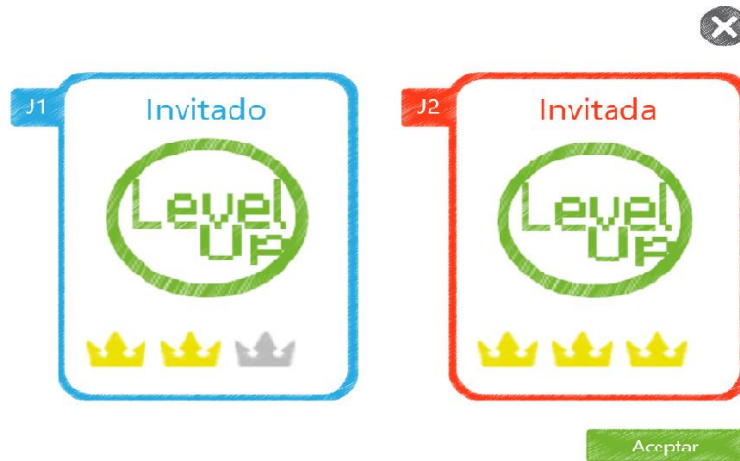 J1
Invitado
Level
Up
J2
Invitada
Level
Up
Aceptar